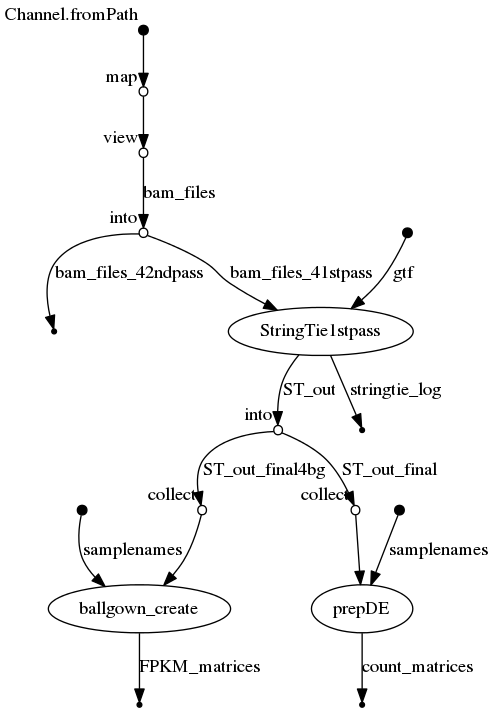 Channel.fromPath
map
view
bam_files
into
bam_files_42ndpass
bam_files_41stpass
gtf
StringTie1stpass
ST_out
stringtie_log
into
ST_out_final4bg
ST_out_final
collect
collect
samplenames
samplenames
ballgown_create
prepDE
FPKM_matrices
count_matrices